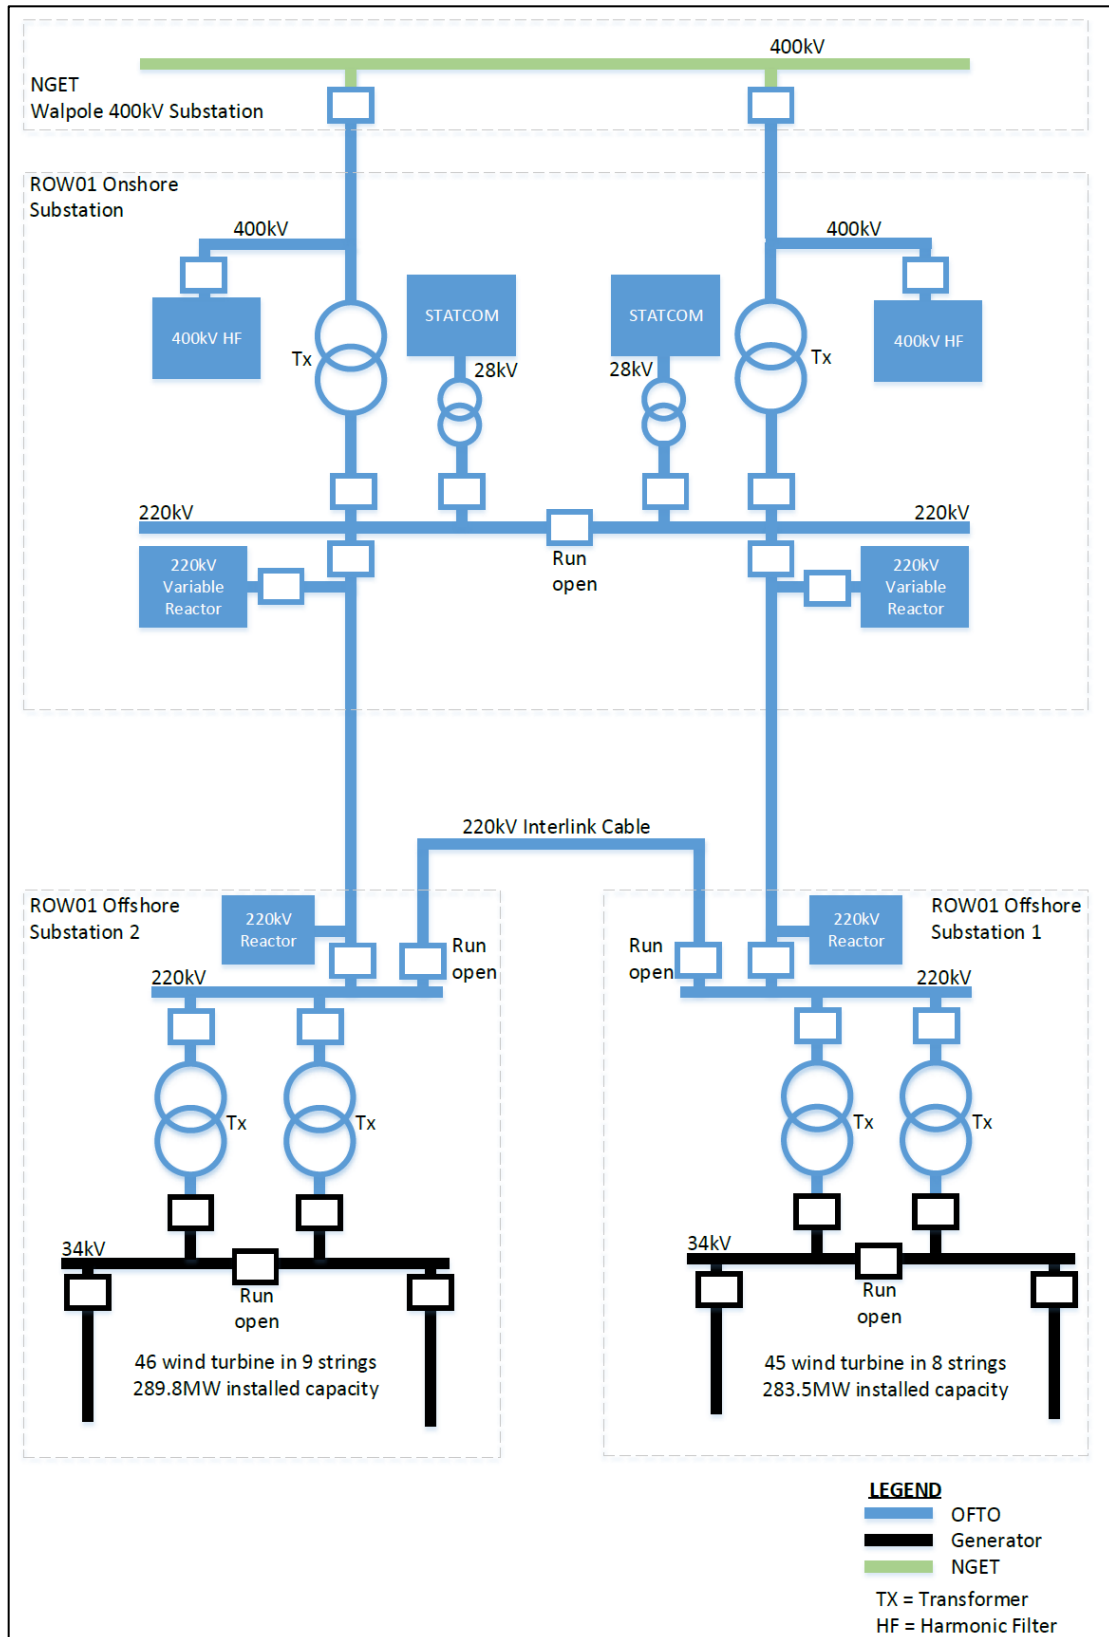 400kV
NGET
Walpole 400kV Substation
ROW01 Onshore
Substation
400kV
400kV
400kV HF
STATCOM
STATCOM
400kV HF
Tx
28kV
28kV
Tx
220kV
220kV
Run
open
220kV
Variable
Reactor
220kV
Variable
Reactor
220kV Interlink Cable
ROW01 Offshore
Substation 2
220kV
Reactor
Run
open
220kV
Run
open
220kV
Reactor
ROW01 Offshore
Substation 1
220kV
Tx
Tx
Tx
Tx
34kV
Run
open
46 wind turbine in 9 strings
289.8MW installed capacity
34kV
Run
open
45 wind turbine in 8 strings
283.5MW installed capacity
LEGEND
OFTO
Generator
NGET
TX = Transformer
HF = Harmonic Filter